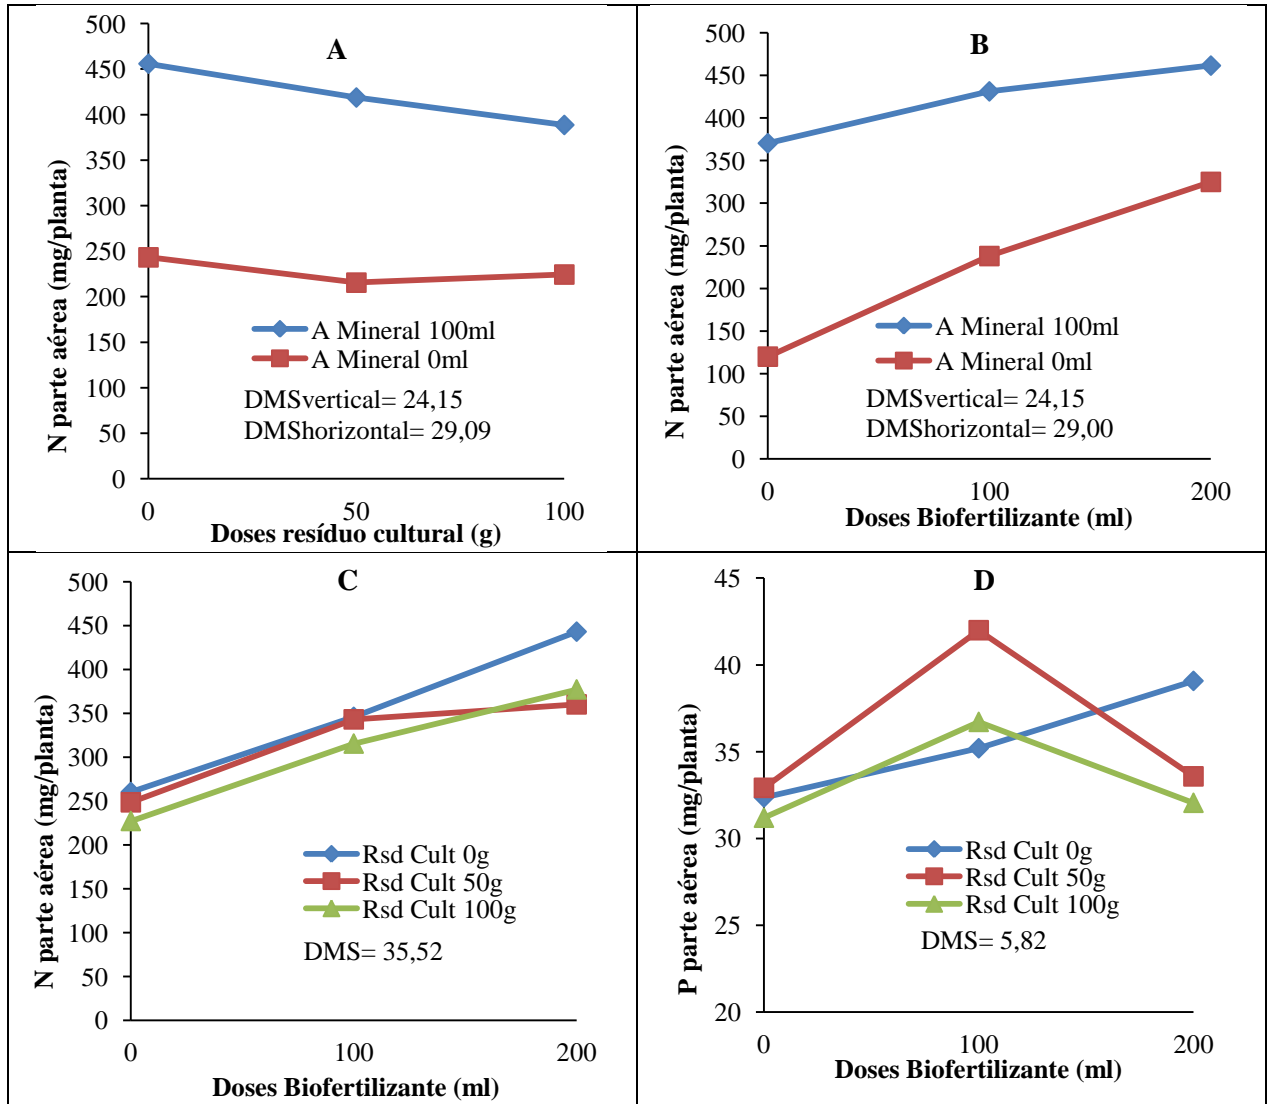 A
500
450
400
350
300
250
200
150
100
50
0
N parte aérea (mg/planta)
A Mineral 100ml
A Mineral 0ml
DMSvertical= 24,15
DMShorizontal= 29,09
0 50 100
Doses resíduo cultural (g)
B
500
450
400
350
300
250
200
150
100
50
0
N parte aérea (mg/planta)
A Mineral 100ml
A Mineral 0ml
DMSvertical= 24,15
DMShorizontal= 29,00
0 100 200
Doses Biofertilizante (ml)
C
500
450
400
350
300
250
200
150
100
50
0
N parte aérea (mg/planta)
Rsd Cult 0g
Rsd Cult 50g
Rsd Cult 100g
DMS= 35,52
0 100 200
Doses Biofertilizante (ml)
D
45
40
35
30
25
20
P parte aérea (mg/planta)
Rsd Cult 0g
Rsd Cult 50g
Rsd Cult 100g
DMS= 5,82
0 100 200
Doses Biofertilizante (ml)